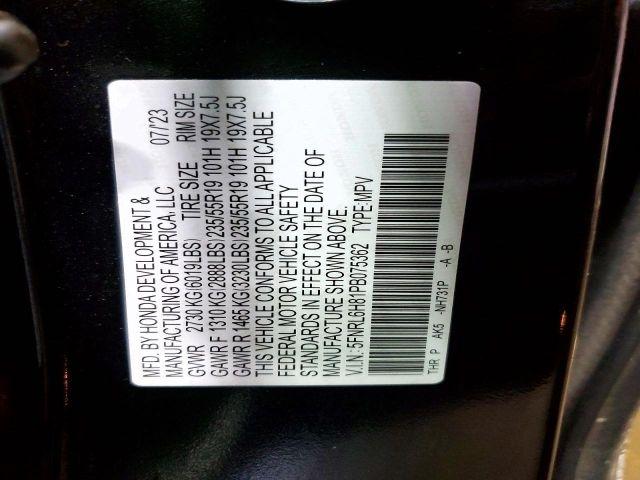 MFD. BY HONDA DEVELOPMENT &
MANUFACTURING OF AMERICA, LLC 07/'23
GVWR 2730 KG(6019LBS) TIRE SIZE RIM SIZE
GAWR F 1310 KG(2888LBS)235/55R19 101H 19X7.5J
GAWR R 1465 KG(3230LBS)235/55R19 101H 19X7.5J
THIS VEHICLE CONFORMS TO ALL APPLICABLE
FEDERAL MOTOR VEHICLE SAFETY
STANDARDS IN EFFECT ON THE DATE OF
MANUFACTURE SHOWN ABOVE.
V.I.N.:5FNRL6H81PB075362 TYPE:MPV
THR P AK5 -NH731P -A -B